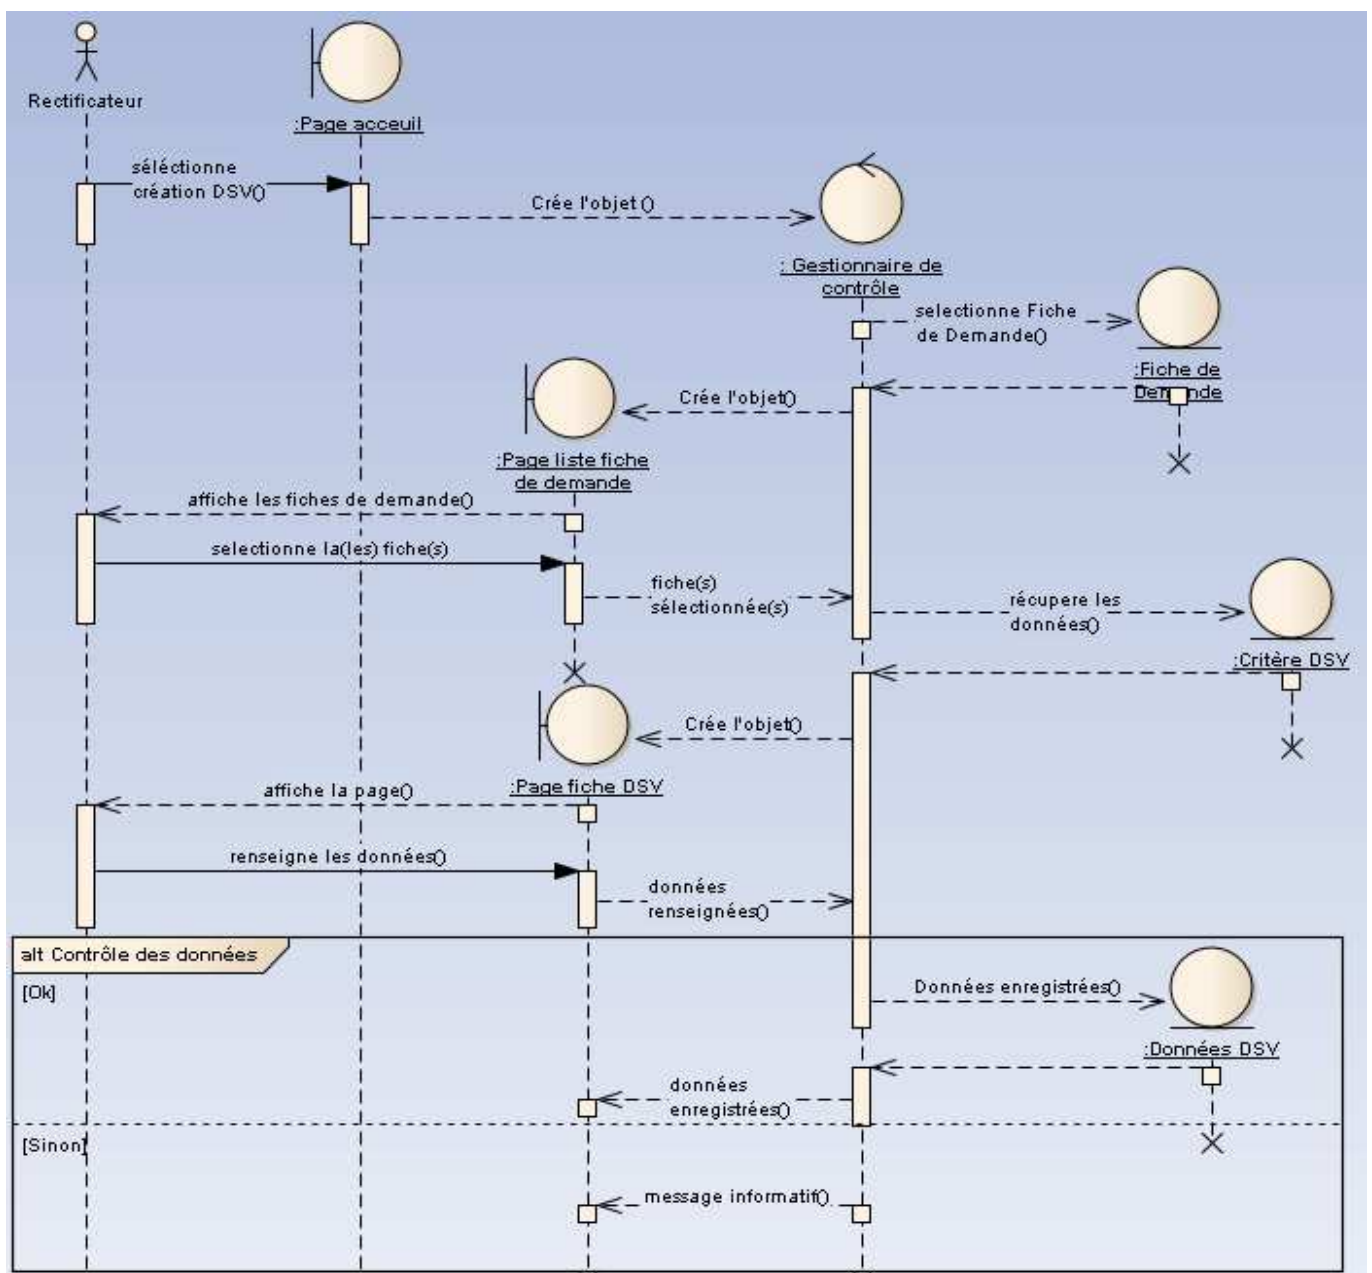 Rectificateur
:Page acceuil
séléctionne
création DSV()
Crée l'objet ()
: Gestionnaire de
contrôle
selectionne Fiche
de Demande()
:Fiche de
Demande
Crée l'objet()
:Page liste fiche
de demande
affiche les fiches de demande()
selectionne la(les) fiche(s)
fiche(s)
sélectionnée(s)
récupere les
données()
:Critère DSV
Crée l'objet()
:Page fiche DSV
affiche la page()
renseigne les données()
données
renseignées()
alt Contrôle des données
[Ok]
Données enregistrées()
:Données DSV
données
enregistrées()
[Sinon]
message informatif()